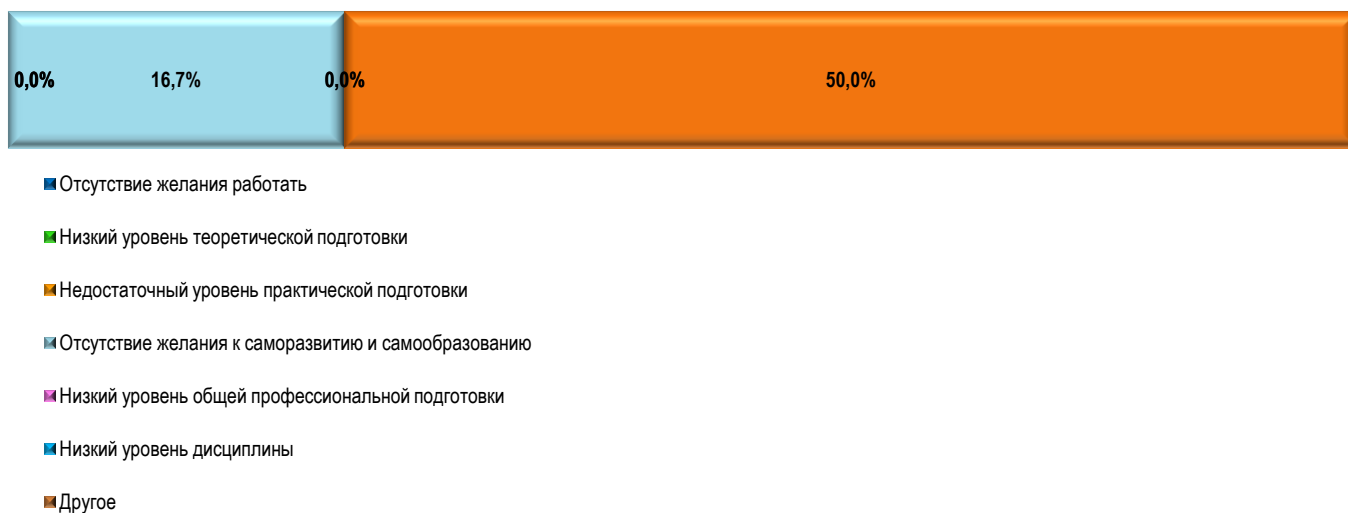 0,0% 16,7% 0,0% 50,0%
Отсутствие желания работать
Низкий уровень теоретической подготовки
Недостаточный уровень практической подготовки
Отсутствие желания к саморазвитию и самообразованию
Низкий уровень общей профессиональной подготовки
Низкий уровень дисциплины
Другое